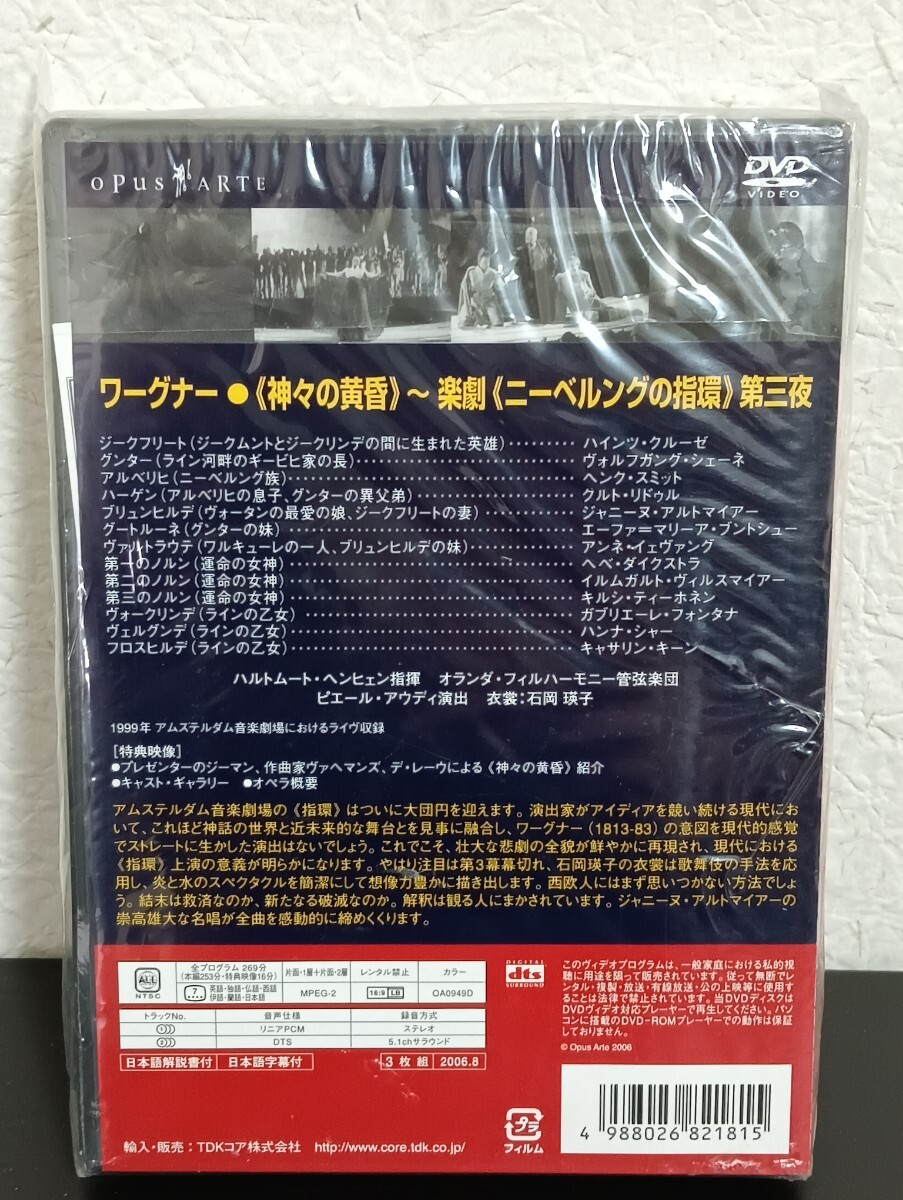 OPUS ARTE
DVD
VIDEO
ワーグナー●《神々の黄昏》～ 楽劇《ニーベルングの指環》第三夜
ジークフリート（ジークムントとジークリンデの間に生まれた英雄）‥‥‥‥ハインツ・クルーゼ
グンター（ライン河畔のギービヒ家の長）‥‥‥‥ヴォルフガング・シェーネ
アルベリヒ（ニーベルング族）‥‥‥‥ヘンク・スミット
ハーゲン（アルベリヒの息子、グンターの異父弟）‥‥‥‥クルト・リドゥル
ブリュンヒルデ（ヴォータンの最愛の娘、ジークフリートの妻）‥‥‥‥ジャニーヌ・アルトマイアー
グートルーネ（グンターの妹）‥‥‥‥エーファ＝マリーア・ブントシュー
ヴァルトラウテ（ワルキューレの一人、ブリュンヒルデの妹）‥‥‥‥アンネ・イェヴァング
第一のノルン（運命の女神）‥‥‥‥ヘベ・ダイクストラ
第二のノルン（運命の女神）‥‥‥‥イルムガルト・ヴィルスマイアー
第三のノルン（運命の女神）‥‥‥‥キルシ・ティーホネン
ヴォークリンデ（ラインの乙女）‥‥‥‥ガブリエーレ・フォンタナ
ヴェルグンデ（ラインの乙女）‥‥‥‥ハンナ・シャー
フロスヒルデ（ラインの乙女）‥‥‥‥キャサリン・キーン
ハルトムート・ヘンヒェン指揮　オランダ・フィルハーモニー管弦楽団
ピエール・アウディ演出　衣裳：石岡 瑛子
1999年 アムステルダム音楽劇場におけるライヴ収録
［特典映像］
●プレゼンターのジーマン、作曲家ヴァヘマンズ、デ・レーウによる《神々の黄昏》紹介
●キャスト・ギャラリー　●オペラ概要
アムステルダム音楽劇場の《指環》はついに大団円を迎えます。演出家がアイディアを競い続ける現代にお
いて、これほど神話の世界と近未来的な舞台とを見事に融合し、ワーグナー（1813-83）の意図を現代的感覚
でストレートに生かした演出はないでしょう。これでこそ、壮大な悲劇の全貌が鮮やかに再現され、現代における
《指環》上演の意義が明らかになります。やはり注目は第3幕幕切れ、石岡瑛子の衣裳は歌舞伎の手法を応
用し、炎と水のスペクタクルを簡潔にして想像力豊かに描き出します。西欧人にはまず思いつかない方法でしょ
う。結末は救済なのか、新たなる破滅なのか。解釈は観る人にまかされています。ジャニーヌ・アルトマイアーの
崇高雄大な名唱が全曲を感動的に締めくくります。
ALL
NTSC
全プログラム 269分
（本編253分・特典映像16分）
片面・1層＋片面・2層
レンタル禁止
カラー
7
英語・独語・仏語・西語
伊語・蘭語・日本語
MPEG-2
16:9 LB
OA0949D
トラックNo.
音声仕様
録音方式
1
リニアPCM
ステレオ
2
DTS
5.1chサラウンド
日本語解説書付
日本語字幕付
3 枚 組
2006.8
DIGITAL
dts
SURROUND
このヴィデオプログラムは、一般家庭における私的視
聴に用途を限って販売されています。従って無断でレ
ンタル・複製・放送・有線放送・公の上映等に使用す
ることは法律で禁止されています。当DVDディスクは
DVDヴィデオ対応プレーヤーで再生してください。パソ
コンに搭載のDVD-ROMプレーヤーでの動作は保証
しておりません。
© Opus Arte 2006
輸入・販売：TDKコア株式会社　http://www.core.tdk.co.jp/
プラ
フィルム
4 988026 821815